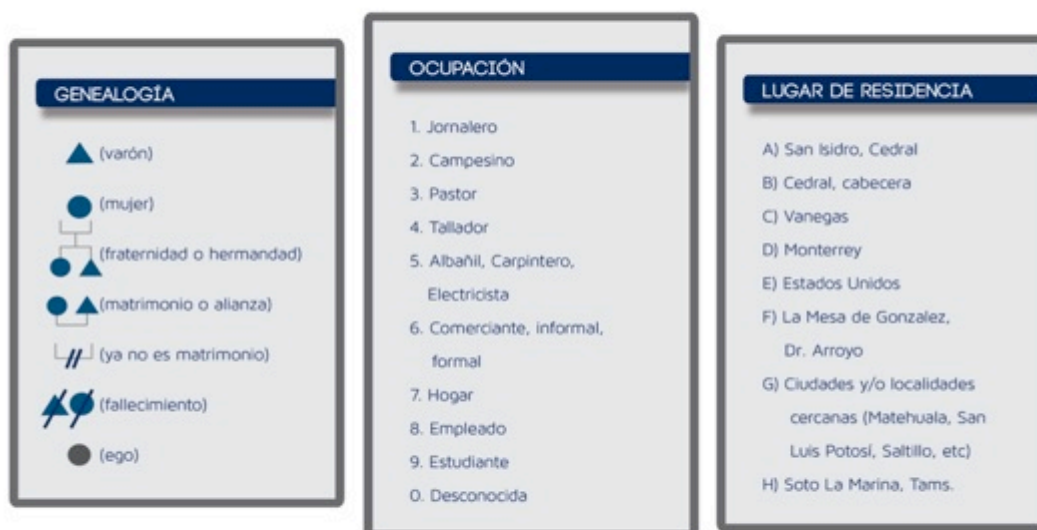 GENEALOGÍA
(varón)
(mujer)
(fraternidad o hermandad)
(matrimonio o alianza)
(ya no es matrimonio)
(fallecimiento)
(ego)
OCUPACIÓN
1. Jornalero
2. Campesino
3. Pastor
4. Tallador
5. Albañil, Carpintero,
Electricista
6. Comerciante, informal,
formal
7. Hogar
8. Empleado
9. Estudiante
0. Desconocida
LUGAR DE RESIDENCIA
A) San Isidro, Cedral
B) Cedral, cabecera
C) Vanegas
D) Monterrey
E) Estados Unidos
F) La Mesa de Gonzalez,
Dr. Arroyo
G) Ciudades y/o localidades
cercanas (Matehuala, San
Luis Potosí, Saltillo, etc)
H) Soto La Marina, Tams.